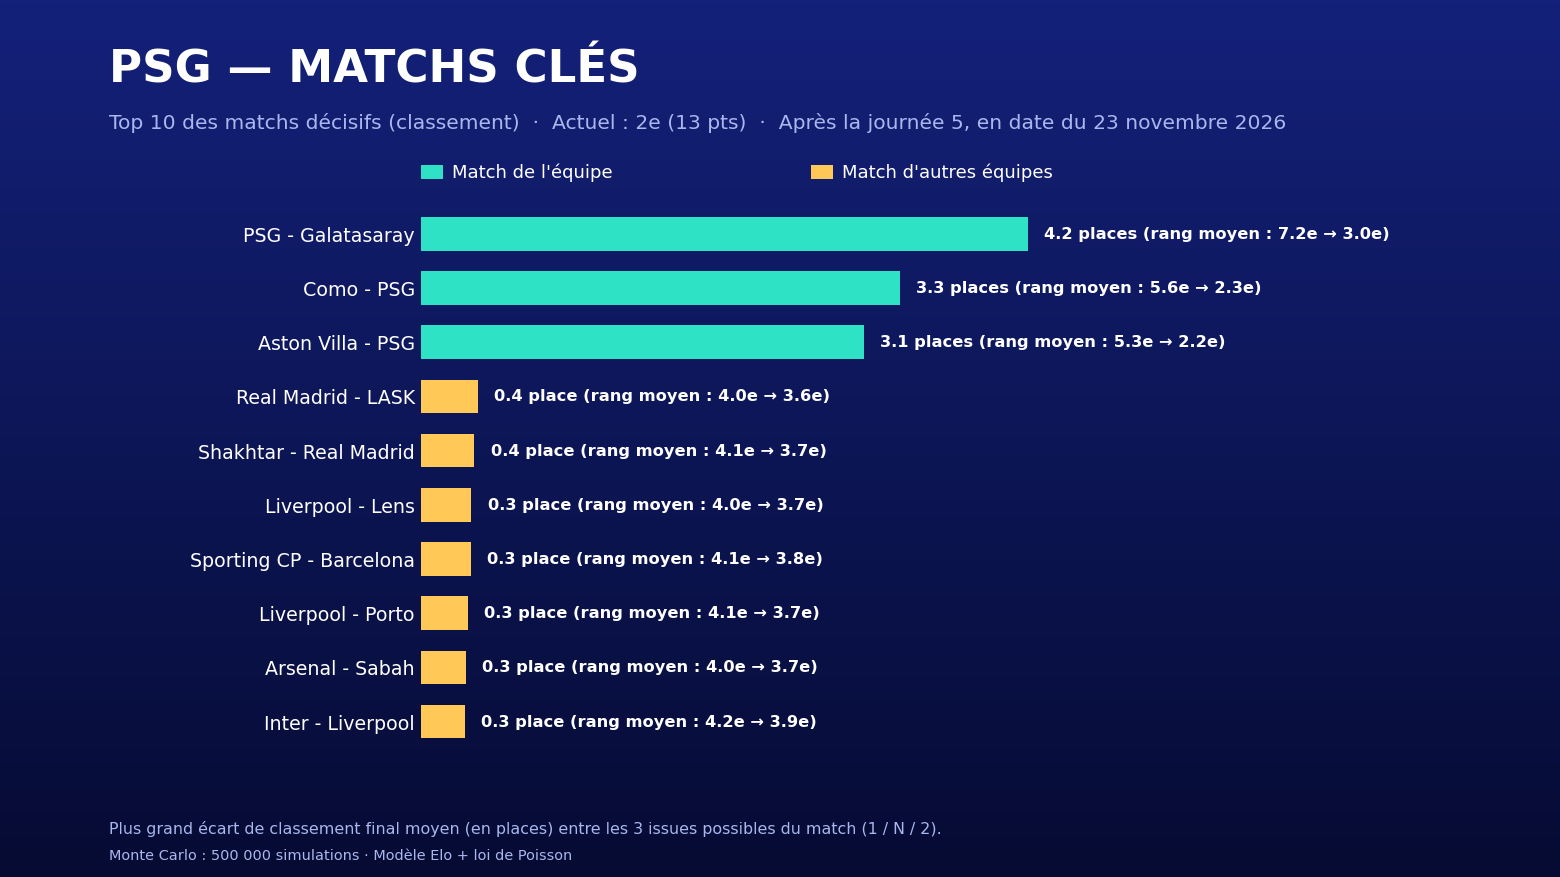 PSG — MATCHS CLÉS
Top 10 des matchs décisifs (classement) · Actuel : 2e (13 pts) · Après la journée 5, en date du 23 novembre 2026
Match de l'équipe
Match d'autres équipes
PSG - Galatasaray 4.2 places (rang moyen : 7.2e → 3.0e)
Como - PSG 3.3 places (rang moyen : 5.6e → 2.3e)
Aston Villa - PSG 3.1 places (rang moyen : 5.3e → 2.2e)
Real Madrid - LASK 0.4 place (rang moyen : 4.0e → 3.6e)
Shakhtar - Real Madrid 0.4 place (rang moyen : 4.1e → 3.7e)
Liverpool - Lens 0.3 place (rang moyen : 4.0e → 3.7e)
Sporting CP - Barcelona 0.3 place (rang moyen : 4.1e → 3.8e)
Liverpool - Porto 0.3 place (rang moyen : 4.1e → 3.7e)
Arsenal - Sabah 0.3 place (rang moyen : 4.0e → 3.7e)
Inter - Liverpool 0.3 place (rang moyen : 4.2e → 3.9e)
Plus grand écart de classement final moyen (en places) entre les 3 issues possibles du match (1 / N / 2).
Monte Carlo : 500 000 simulations · Modèle Elo + loi de Poisson